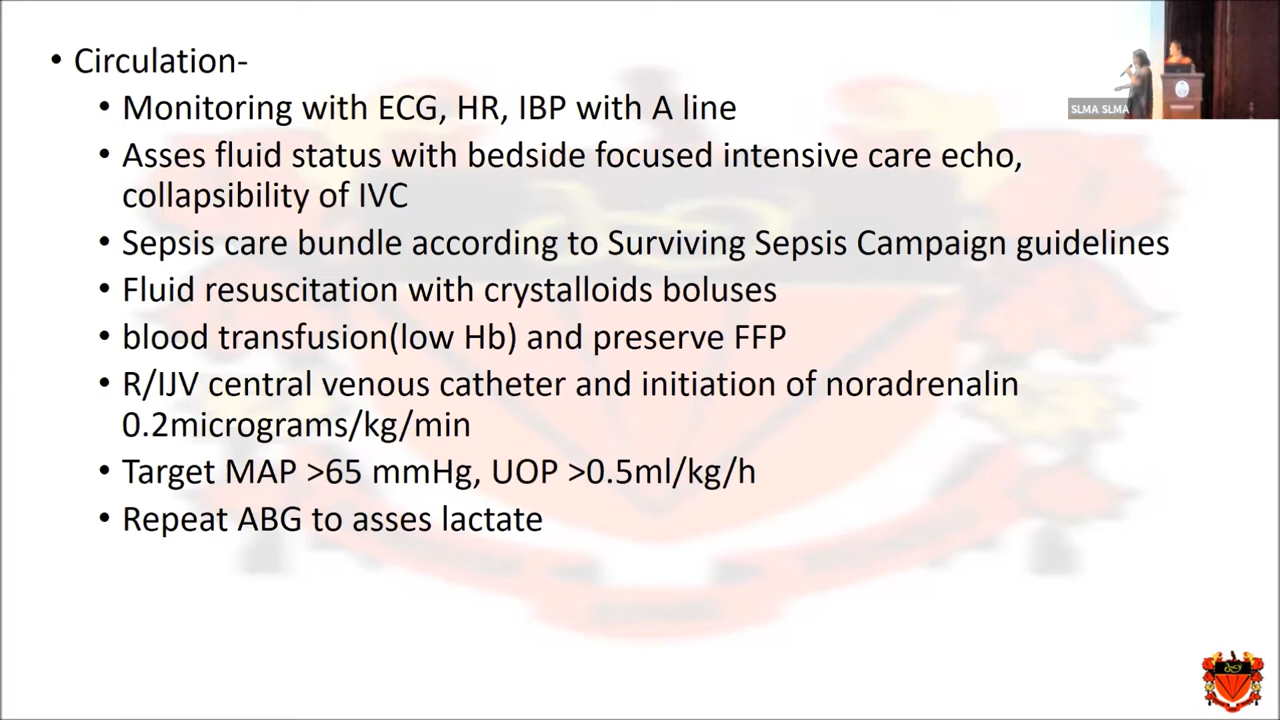 • Circulation-
• Monitoring with ECG, HR, IBP with A line
• Asses fluid status with bedside focused intensive care echo,
collapsibility of IVC
• Sepsis care bundle according to Surviving Sepsis Campaign guidelines
• Fluid resuscitation with crystalloids boluses
• blood transfusion(low Hb) and preserve FFP
• R/IJV central venous catheter and initiation of noradrenalin
0.2micrograms/kg/min
• Target MAP >65 mmHg, UOP >0.5ml/kg/h
• Repeat ABG to asses lactate
SLMA SLMA